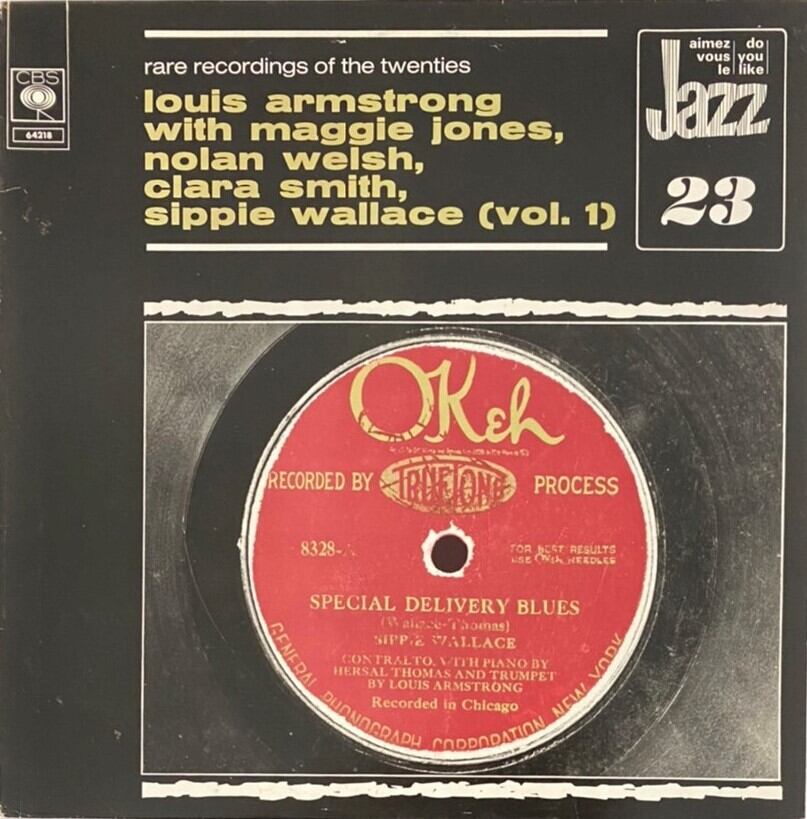 CBS
64218
rare recordings of the twenties
louis armstrong
with maggie jones,
nolan welsh,
clara smith,
sippie wallace (vol. 1)
aimez do
vous you
le like
Jazz
23
OKeh
RECORDED BY TRUETONE PROCESS
8328-A
FOR BEST RESULTS
USE OKeh NEEDLES
SPECIAL DELIVERY BLUES
(Wallace-Thomas)
SIPPIE WALLACE
CONTRALTO, WITH PIANO BY
HERSAL THOMAS AND TRUMPET
BY LOUIS ARMSTRONG
Recorded in Chicago
GENERAL PHONOGRAPH CORPORATION NEW YORK